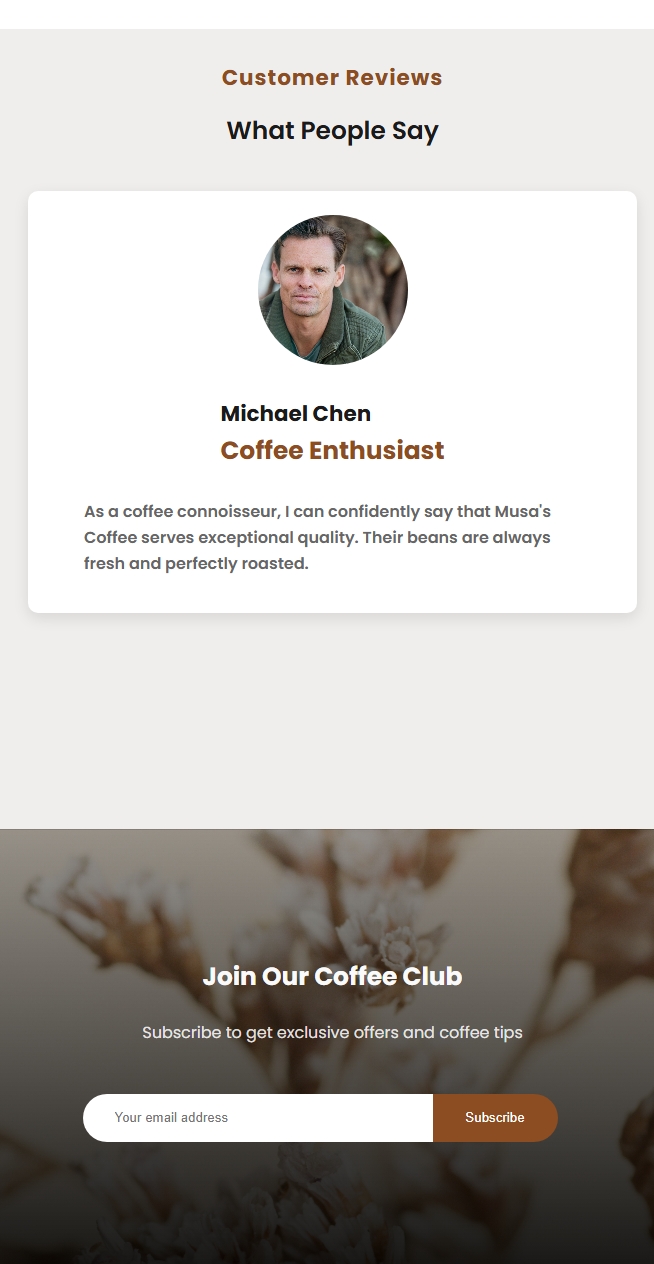 Customer Reviews
What People Say
Michael Chen
Coffee Enthusiast
As a coffee connoisseur, I can confidently say that Musa's
Coffee serves exceptional quality. Their beans are always
fresh and perfectly roasted.
Join Our Coffee Club
Subscribe to get exclusive offers and coffee tips
Your email address
Subscribe